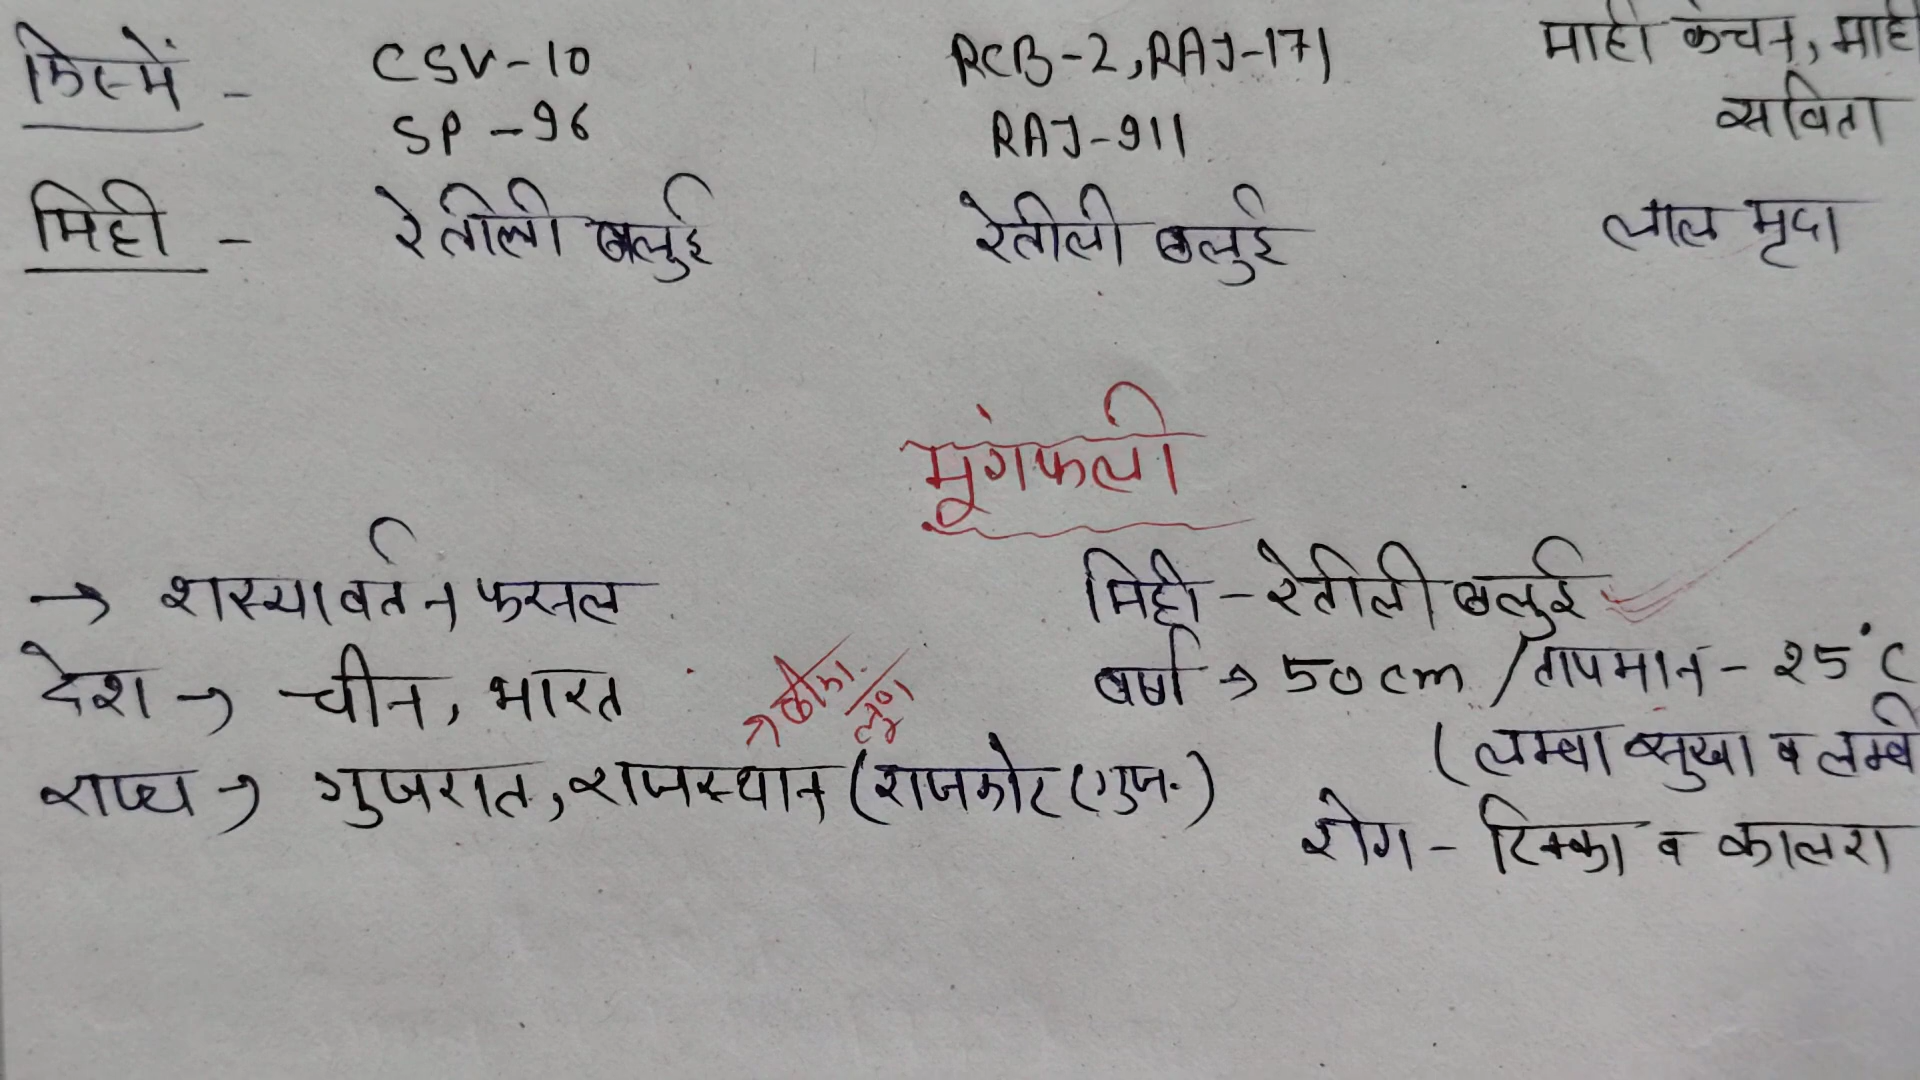 किस्में - CSV-10 RCB-2, RAJ-171 माही कंचन, माही
SP-96 RAJ-911 सविता
मिट्टी - रेतीली बलुई रेतीली बलुई लाल मृदा
मूंगफली
→ शस्यावर्तन फसल मिट्टी - रेतीली बलुई
देश → चीन, भारत बीका. लूण वर्षा → 50 cm / तापमान - 25°C
(लम्बा सुखा व लम्बे
राज्य → गुजरात, राजस्थान (राजकोट (गुज.)
रोग - टिक्का व कालरा